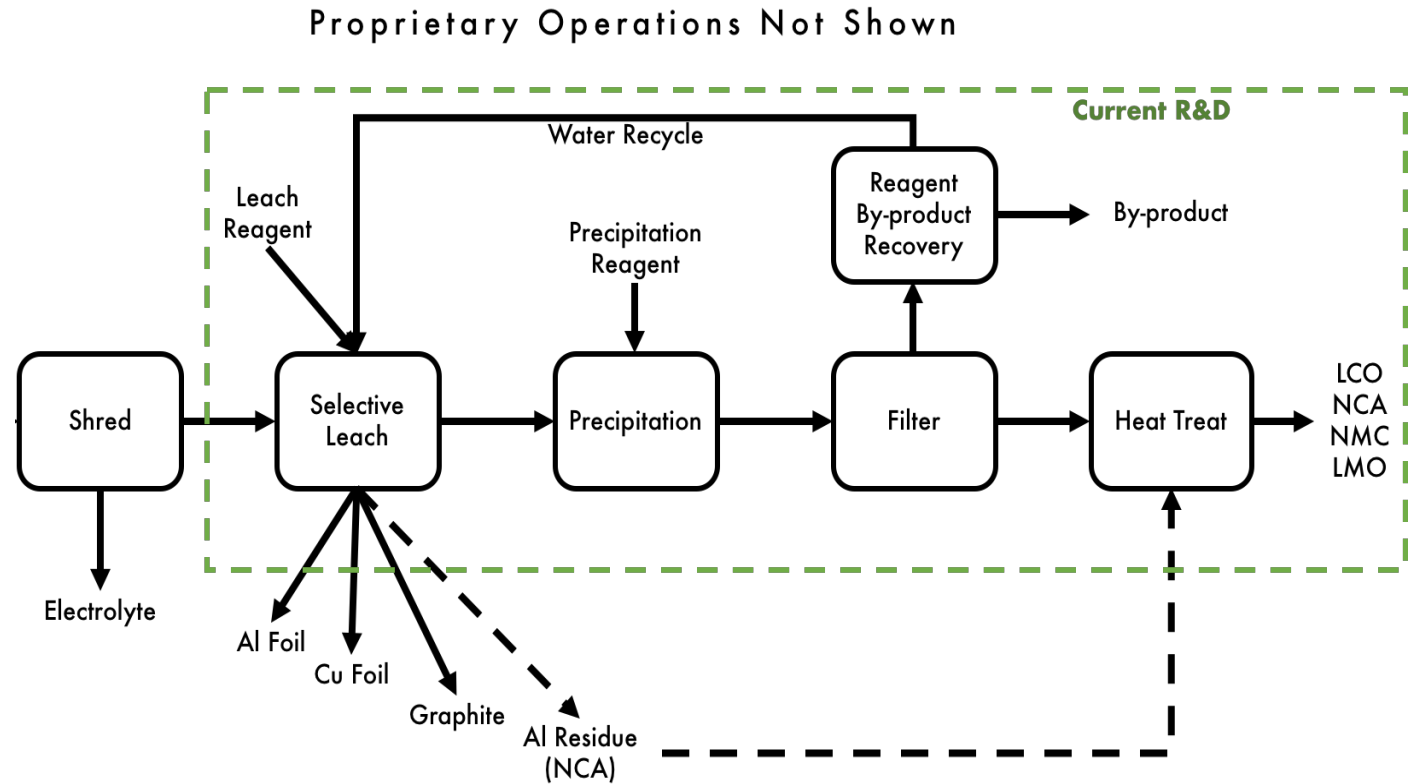 Proprietary Operations Not Shown
Current R&D
Water Recycle
Leach
Reagent
Precipitation
Reagent
Reagent
By-product
Recovery
By-product
Shred
Selective
Leach
Precipitation
Filter
Heat Treat
LCO
NCA
NMC
LMO
Electrolyte
Al Foil
Cu Foil
Graphite
Al Residue
(NCA)